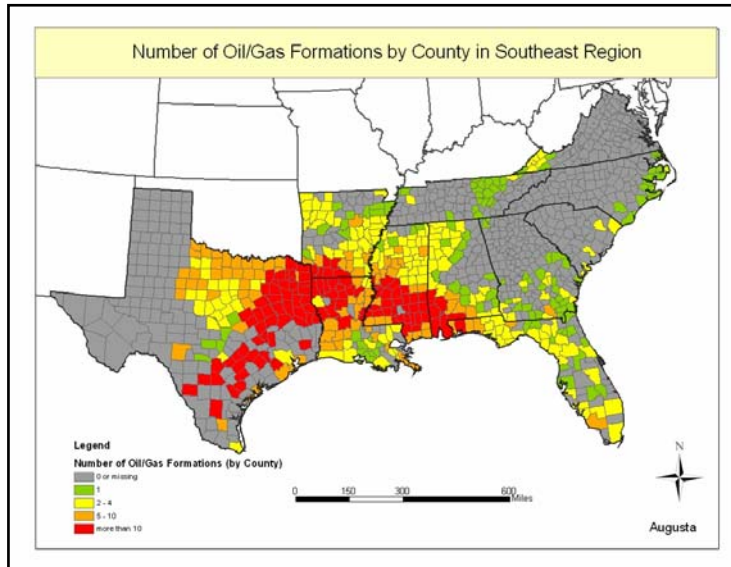 Number of Oil/Gas Formations by County in Southeast Region
Legend
Number of Oil/Gas Formations (by County)
0 or missing
1
2 - 4
5 - 10
more than 10
0 150 300 600
Miles
N
Augusta